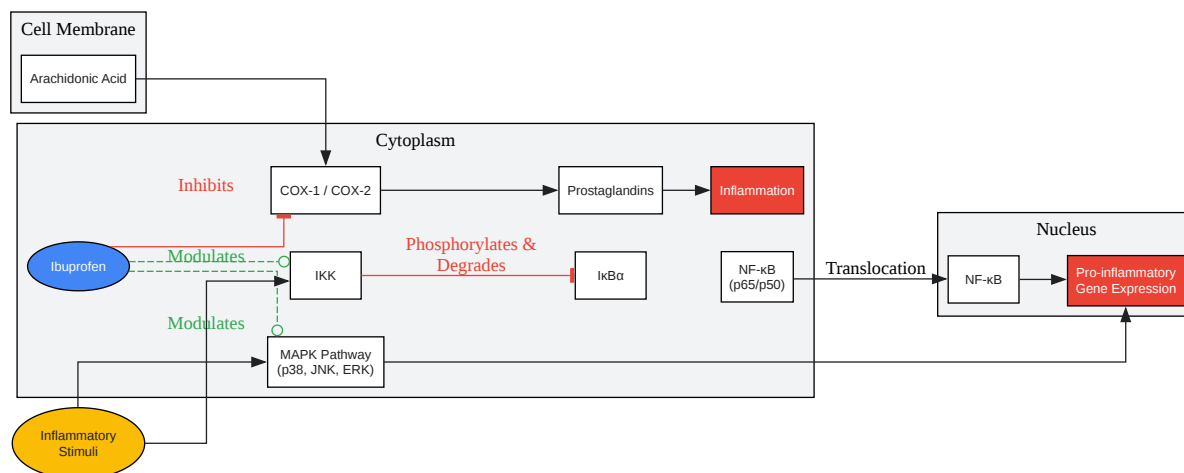 Cell Membrane
Arachidonic Acid
Cytoplasm
Inhibits
COX-1 / COX-2
Prostaglandins
Inflammation
Ibuprofen
Modulates
IKK
Phosphorylates &
Degrades
IκBα
NF-κB
(p65/p50)
Translocation
Nucleus
NF-κB
Pro-inflammatory
Gene Expression
Modulates
MAPK Pathway
(p38, JNK, ERK)
Inflammatory
Stimuli